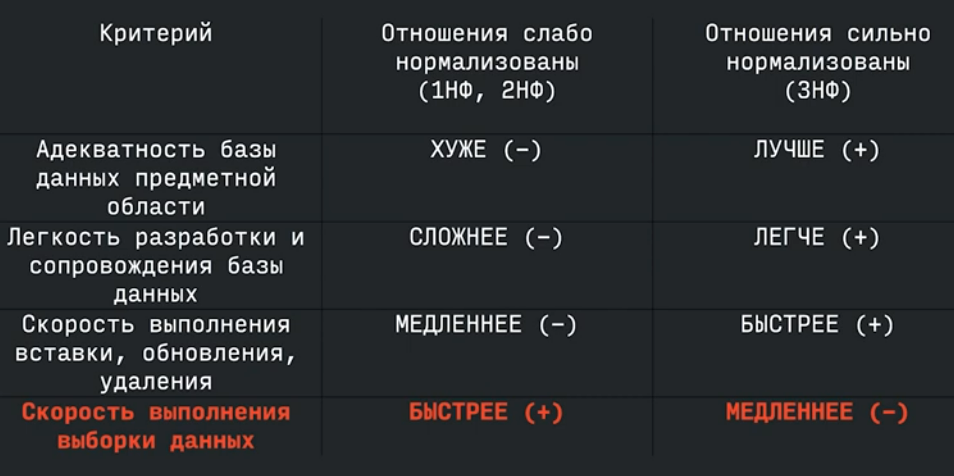 Критерий
Отношения слабо
нормализованы
(1НФ, 2НФ)
Отношения сильно
нормализованы
(3НФ)
Адекватность базы
данных предметной
области
ХУЖЕ (–)
ЛУЧШЕ (+)
Легкость разработки и
сопровождения базы
данных
СЛОЖНЕЕ (–)
ЛЕГЧЕ (+)
Скорость выполнения
вставки, обновления,
удаления
МЕДЛЕННЕЕ (–)
БЫСТРЕЕ (+)
Скорость выполнения
выборки данных
БЫСТРЕЕ (+)
МЕДЛЕННЕЕ (–)